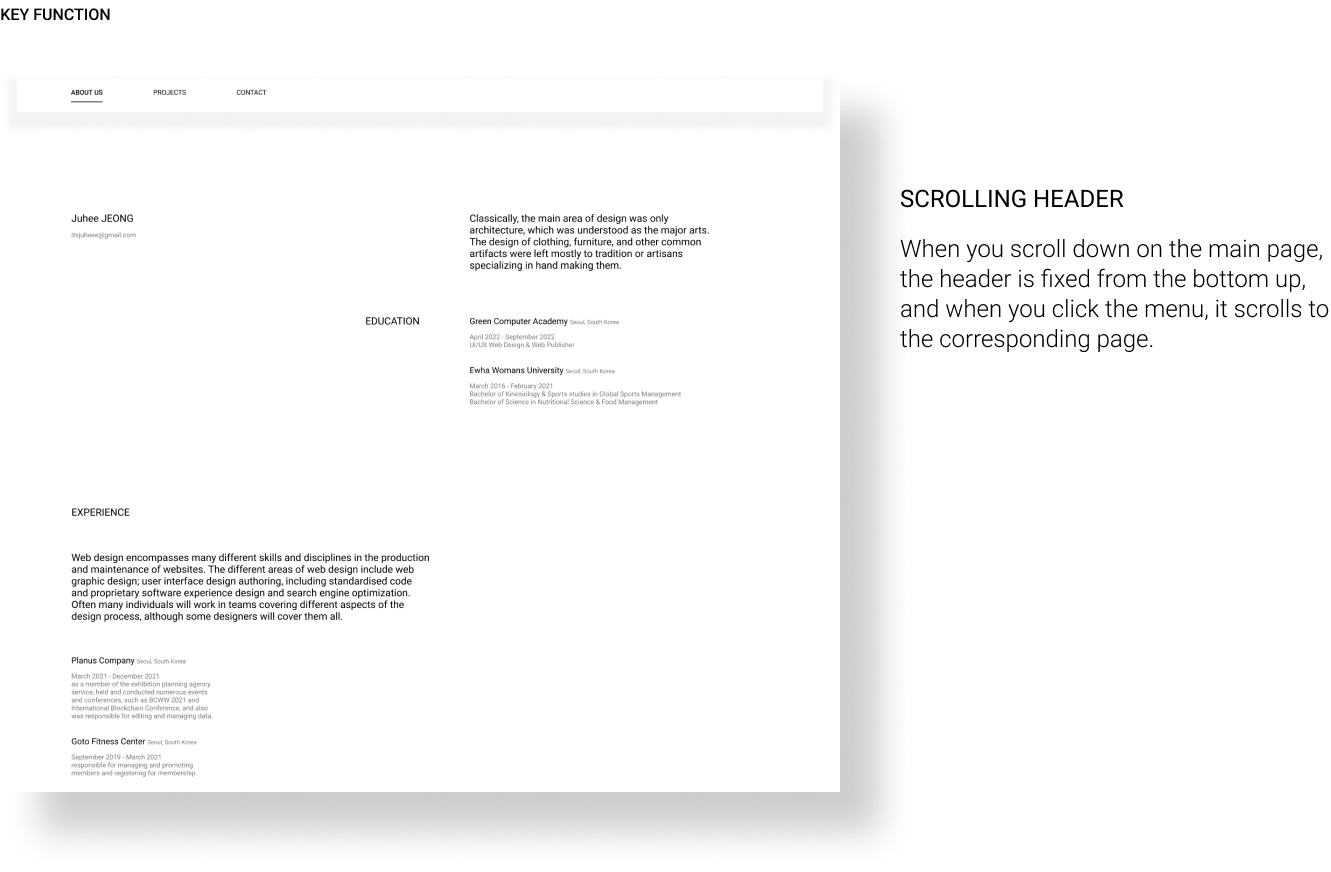 KEY FUNCTION
ABOUT US PROJECTS CONTACT
Juhee JEONG
itsjuheee@gmail.com
Classically, the main area of design was only
architecture, which was understood as the major arts.
The design of clothing, furniture, and other common
artifacts were left mostly to tradition or artisans
specializing in hand making them.
EDUCATION
Green Computer Academy Seoul, South Korea
April 2022 - September 2022
UI/UX Web Design & Web Publisher
Ewha Womans University Seoul, South Korea
March 2016 - February 2021
Bachelor of Kinesiology & Sports studies in Global Sports Management
Bachelor of Science in Nutritional Science & Food Management
EXPERIENCE
Web design encompasses many different skills and disciplines in the production
and maintenance of websites. The different areas of web design include web
graphic design; user interface design authoring, including standardised code
and proprietary software experience design and search engine optimization.
Often many individuals will work in teams covering different aspects of the
design process, although some designers will cover them all.
Planus Company Seoul, South Korea
March 2021 - December 2021
as a member of the exhibition planning agency
service, held and conducted numerous events
and conferences, such as BCWW 2021 and
International Blockchain Conference, and also
was responsible for editing and managing data.
Goto Fitness Center Seoul, South Korea
September 2019 - March 2021
responsible for managing and promoting
members and registering for membership.
SCROLLING HEADER
When you scroll down on the main page,
the header is fixed from the bottom up,
and when you click the menu, it scrolls to
the corresponding page.